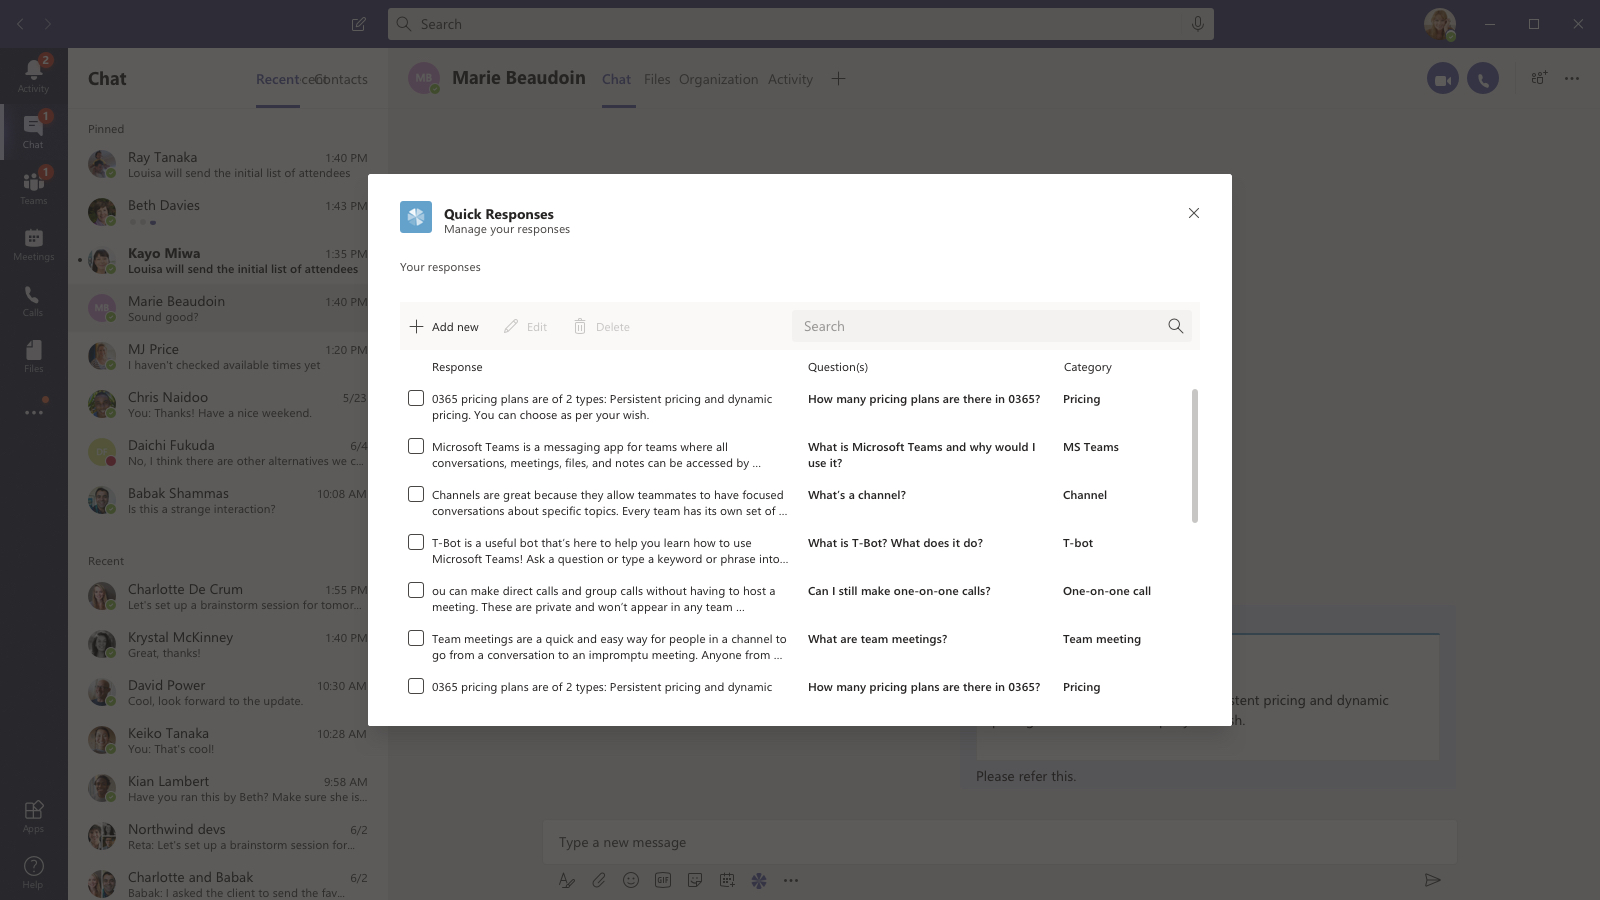 Search
2
Activity
1
Chat
1
Teams
Meetings
Calls
Files
Apps
Help
Chat
Recent
Contacts
Pinned
Ray Tanaka 1:40 PM
Louisa will send the initial list of attendees
Beth Davies 1:43 PM
Kayo Miwa 1:35 PM
Louisa will send the initial list of attendees
MB
Marie Beaudoin 1:40 PM
Sound good?
MJ Price 1:20 PM
I haven't checked available times yet
Chris Naidoo 5/23
You: Thanks! Have a nice weekend.
DF
Daichi Fukuda 6/4
No, I think there are other alternatives we c...
Babak Shammas 10:08 AM
Is this a strange interaction?
Recent
Charlotte De Crum 1:55 PM
Let's set up a brainstorm session for tomor...
Krystal McKinney 1:40 PM
Great, thanks!
David Power 10:30 AM
Cool, look forward to the update.
Keiko Tanaka 10:28 AM
You: That's cool!
Kian Lambert 9:58 AM
Have you ran this by Beth? Make sure she is...
Northwind devs 6/2
Reta: Let's set up a brainstorm session for...
Charlotte and Babak 6/2
Babak: I asked the client to send the fav...
MB Marie Beaudoin Chat Files Organization Activity
Quick Responses
Manage your responses
Your responses
Add new Edit Delete Search
Response Question(s) Category
0365 pricing plans are of 2 types: Persistent pricing and dynamic
pricing. You can choose as per your wish.
How many pricing plans are there in 0365?
Pricing
Microsoft Teams is a messaging app for teams where all
conversations, meetings, files, and notes can be accessed by ...
What is Microsoft Teams and why would I
use it?
MS Teams
Channels are great because they allow teammates to have focused
conversations about specific topics. Every team has its own set of ...
What's a channel?
Channel
T-Bot is a useful bot that's here to help you learn how to use
Microsoft Teams! Ask a question or type a keyword or phrase into...
What is T-Bot? What does it do?
T-bot
ou can make direct calls and group calls without having to host a
meeting. These are private and won't appear in any team ...
Can I still make one-on-one calls?
One-on-one call
Team meetings are a quick and easy way for people in a channel to
go from a conversation to an impromptu meeting. Anyone from ...
What are team meetings?
Team meeting
0365 pricing plans are of 2 types: Persistent pricing and dynamic
How many pricing plans are there in 0365?
Pricing
pricing and dynamic
Please refer this.
Type a new message
GIF